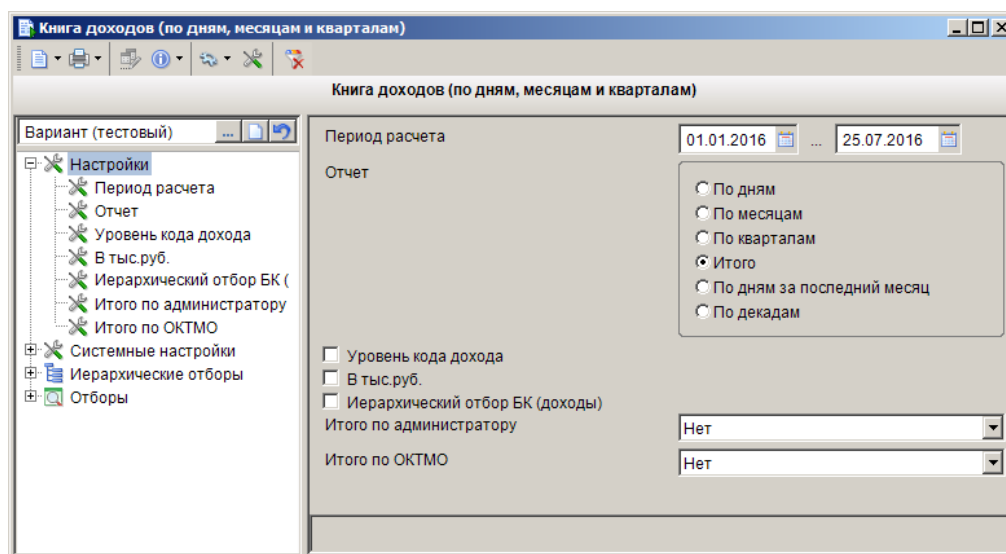 Книга доходов (по дням, месяцам и кварталам)
Книга доходов (по дням, месяцам и кварталам)
Вариант (тестовый) ...
Настройки
Период расчета
Отчет
Уровень кода дохода
В тыс.руб.
Иерархический отбор БК (
Итого по администратору
Итого по ОКТМО
Системные настройки
Иерархические отборы
Отборы
Период расчета 01.01.2016 ... 25.07.2016
Отчет
По дням
По месяцам
По кварталам
Итого
По дням за последний месяц
По декадам
Уровень кода дохода
В тыс.руб.
Иерархический отбор БК (доходы)
Итого по администратору Нет
Итого по ОКТМО Нет